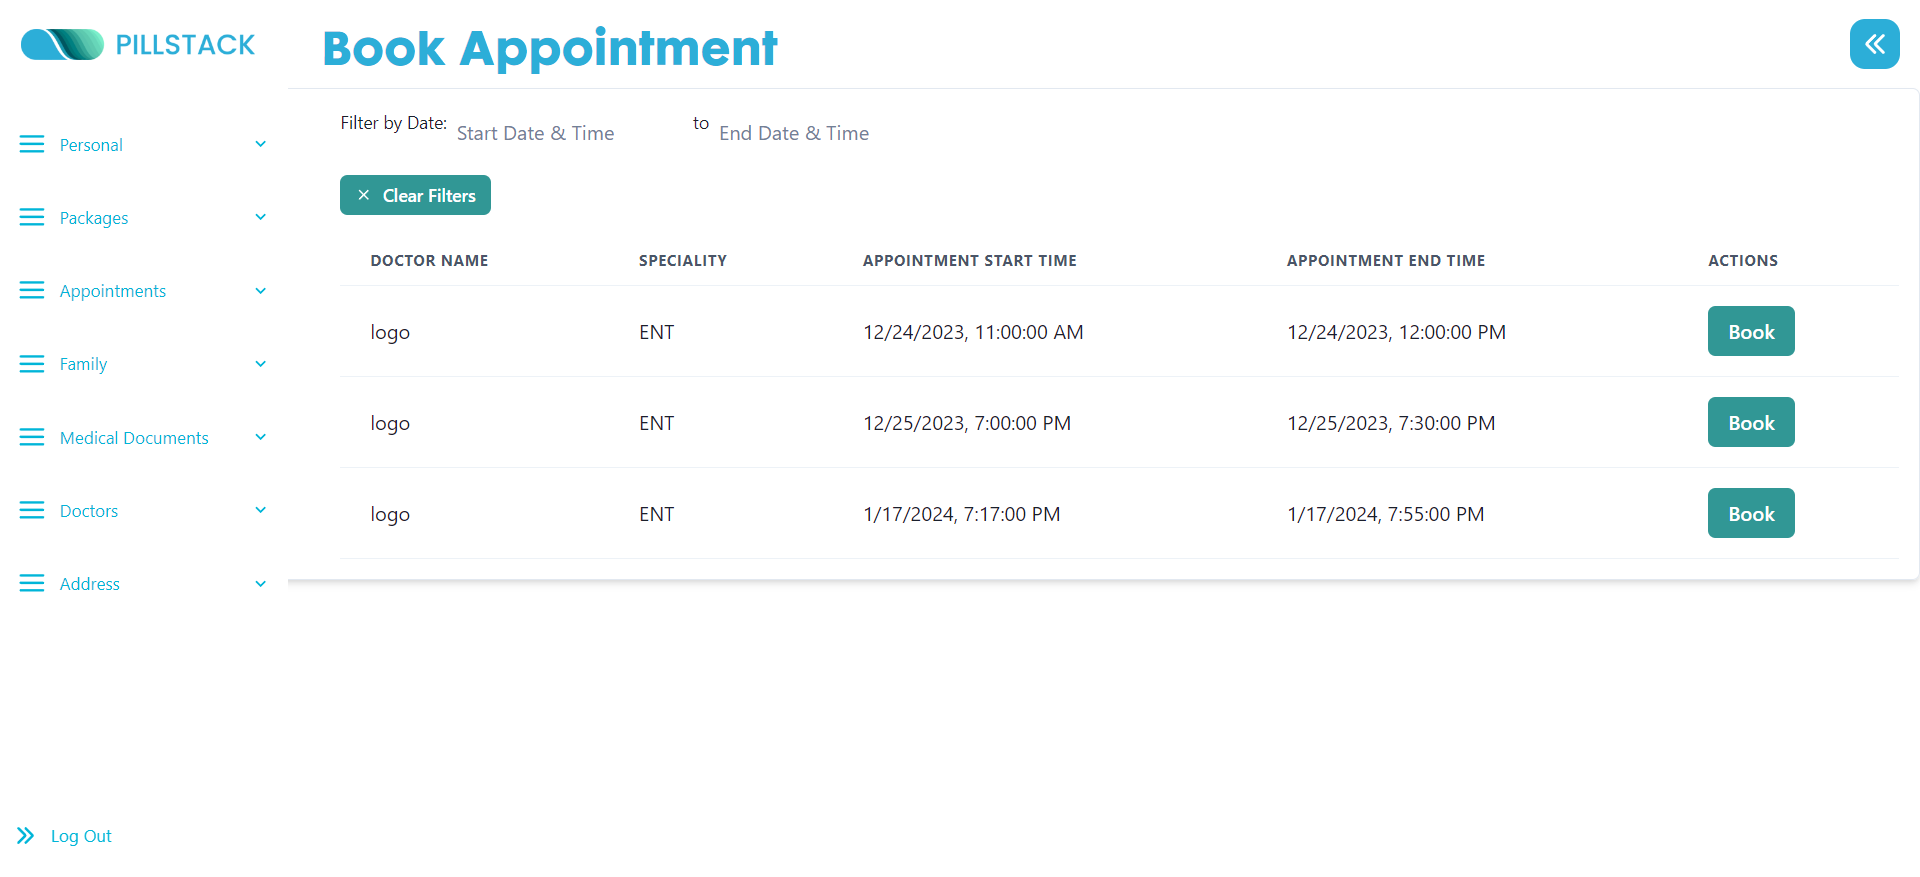 PILLSTACK
Book Appointment
Personal
Packages
Appointments
Family
Medical Documents
Doctors
Address
Log Out
Filter by Date: Start Date & Time to End Date & Time
Clear Filters
DOCTOR NAME SPECIALITY APPOINTMENT START TIME APPOINTMENT END TIME ACTIONS
logo ENT 12/24/2023, 11:00:00 AM 12/24/2023, 12:00:00 PM Book
logo ENT 12/25/2023, 7:00:00 PM 12/25/2023, 7:30:00 PM Book
logo ENT 1/17/2024, 7:17:00 PM 1/17/2024, 7:55:00 PM Book